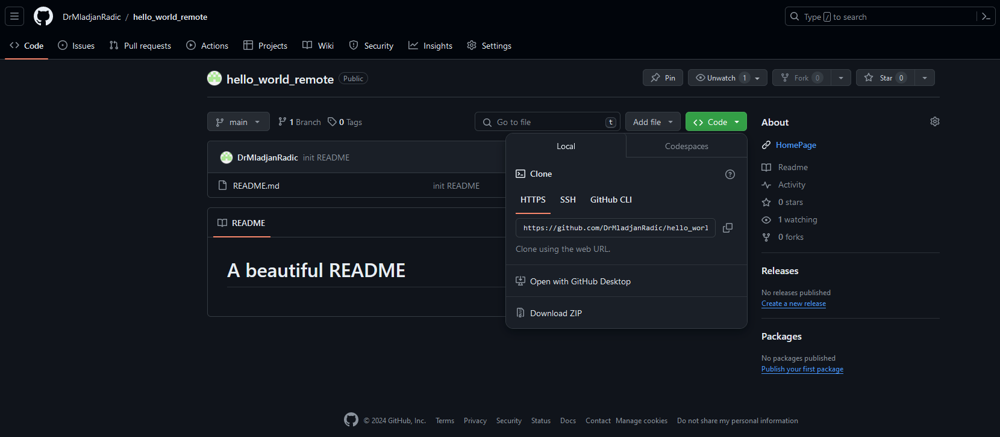 DrMladjanRadic / hello_world_remote
Type / to search
Code Issues Pull requests Actions Projects Wiki Security Insights Settings
hello_world_remote Public
Pin Unwatch 1 Fork 0 Star 0
main 1 Branch 0 Tags
Go to file t Add file Code
DrMladjanRadic init README
README.md init README
README
A beautiful README
Local Codespaces
Clone
HTTPS SSH GitHub CLI
https://github.com/DrMladjanRadic/hello_worl
Clone using the web URL.
Open with GitHub Desktop
Download ZIP
About
HomePage
Readme
Activity
0 stars
1 watching
0 forks
Releases
No releases published
Create a new release
Packages
No packages published
Publish your first package
© 2024 GitHub, Inc. Terms Privacy Security Status Docs Contact Manage cookies Do not share my personal information